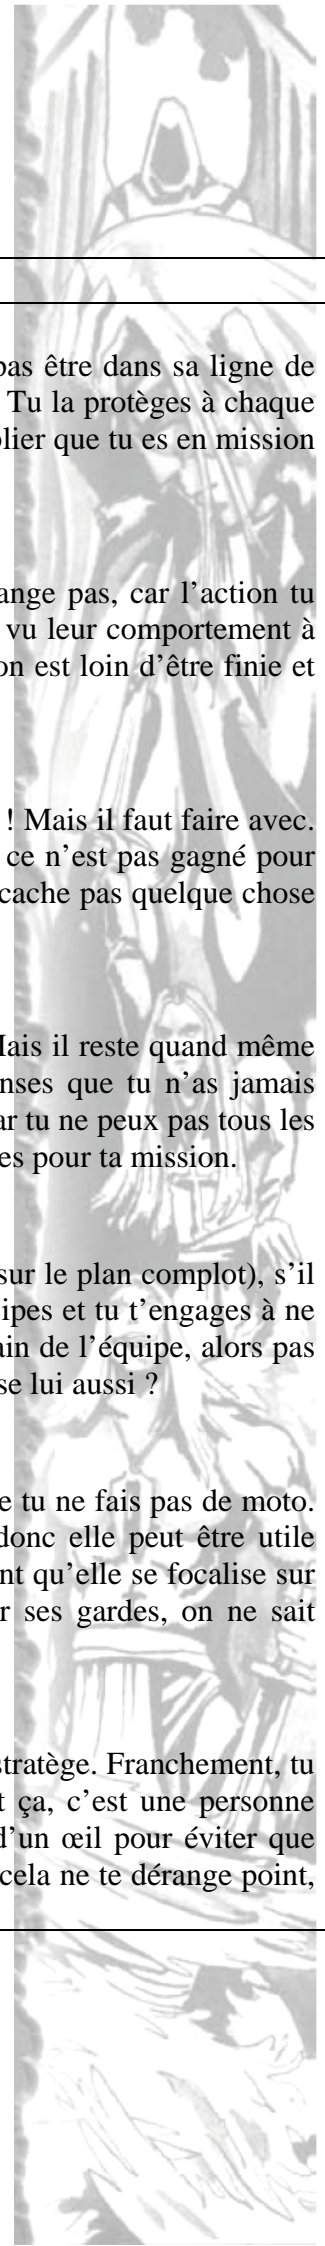 pas être dans sa ligne de
Tu la protèges à chaque
olier que tu es en mission
ange pas, car l’action tu
vu leur comportement à
on est loin d’être finie et
! Mais il faut faire avec.
ce n’est pas gagné pour
cache pas quelque chose
Mais il reste quand même
enses que tu n’as jamais
ar tu ne peux pas tous les
es pour ta mission.
sur le plan complot), s’il
cipes et tu t’engages à ne
ain de l’équipe, alors pas
se lui aussi ?
e tu ne fais pas de moto.
donc elle peut être utile
nt qu’elle se focalise sur
r ses gardes, on ne sait
stratège. Franchement, tu
t ça, c’est une personne
d’un œil pour éviter que
cela ne te dérange point,